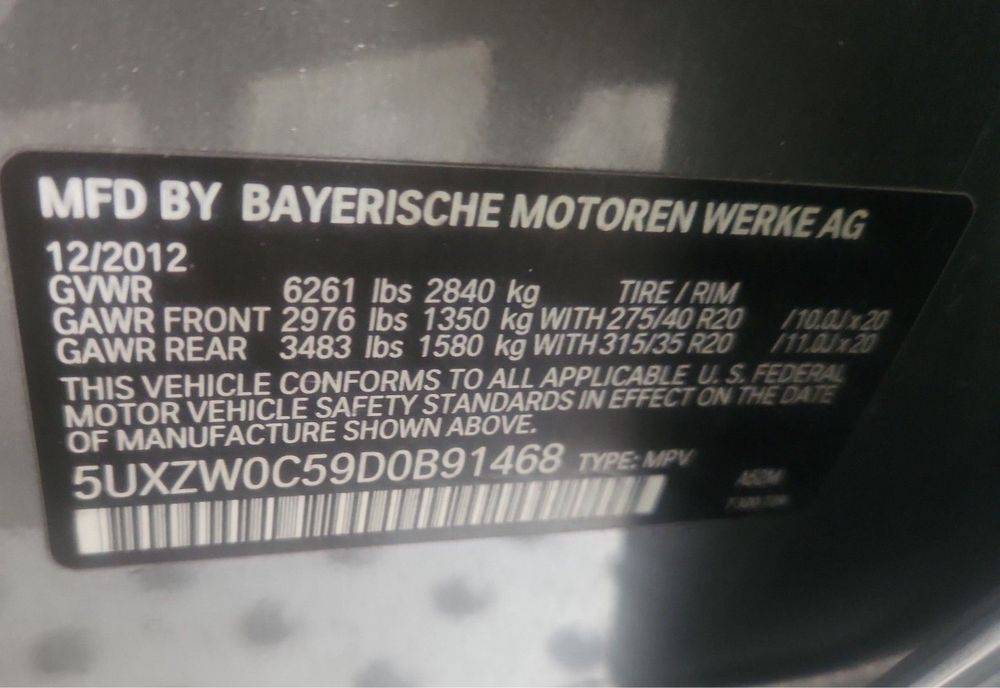 MFD BY BAYERISCHE MOTOREN WERKE AG
12/2012
GVWR 6261 lbs 2840 kg TIRE / RIM
GAWR FRONT 2976 lbs 1350 kg WITH 275/40 R20 /10.0J x 20
GAWR REAR 3483 lbs 1580 kg WITH 315/35 R20 /11.0J x 20
THIS VEHICLE CONFORMS TO ALL APPLICABLE U. S. FEDERAL
MOTOR VEHICLE SAFETY STANDARDS IN EFFECT ON THE DATE
OF MANUFACTURE SHOWN ABOVE.
5UXZW0C59D0B91468 TYPE: MPV